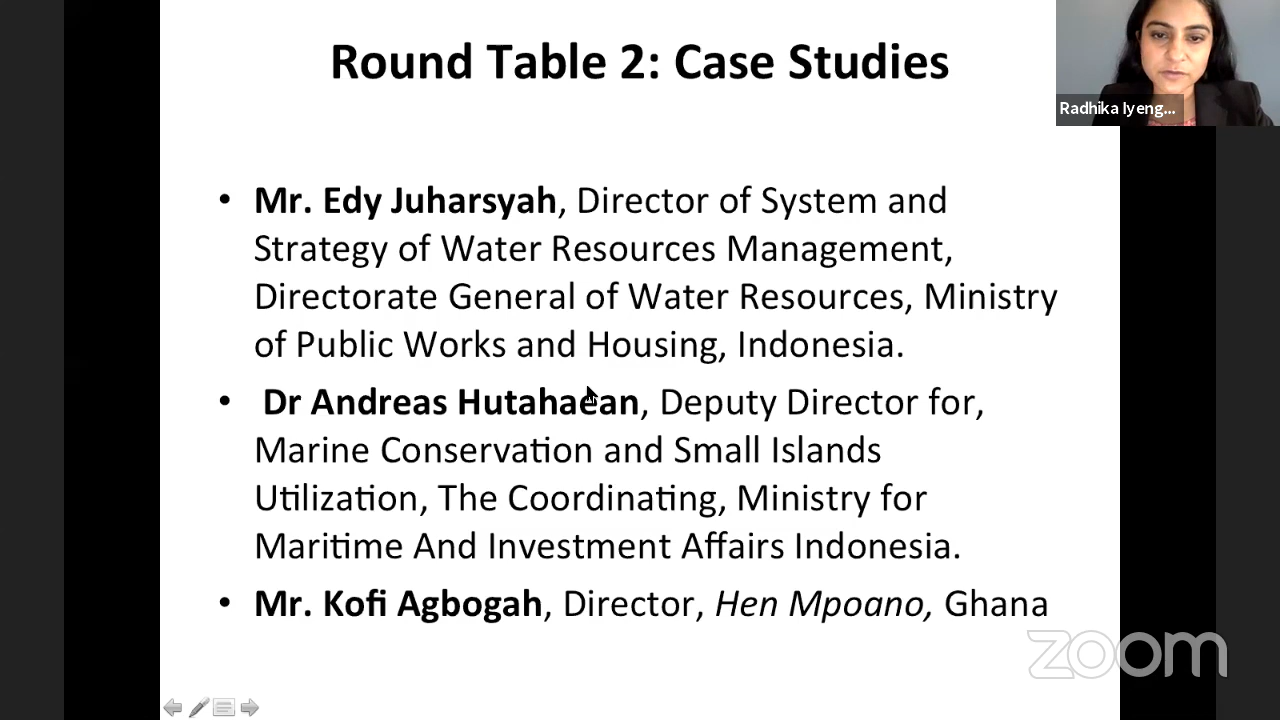 Round Table 2: Case Studies
Radhika Iyeng...
• Mr. Edy Juharsyah, Director of System and
Strategy of Water Resources Management,
Directorate General of Water Resources, Ministry
of Public Works and Housing, Indonesia.
• Dr Andreas Hutahaean, Deputy Director for,
Marine Conservation and Small Islands
Utilization, The Coordinating, Ministry for
Maritime And Investment Affairs Indonesia.
• Mr. Kofi Agbogah, Director, Hen Mpoano, Ghana
zoom